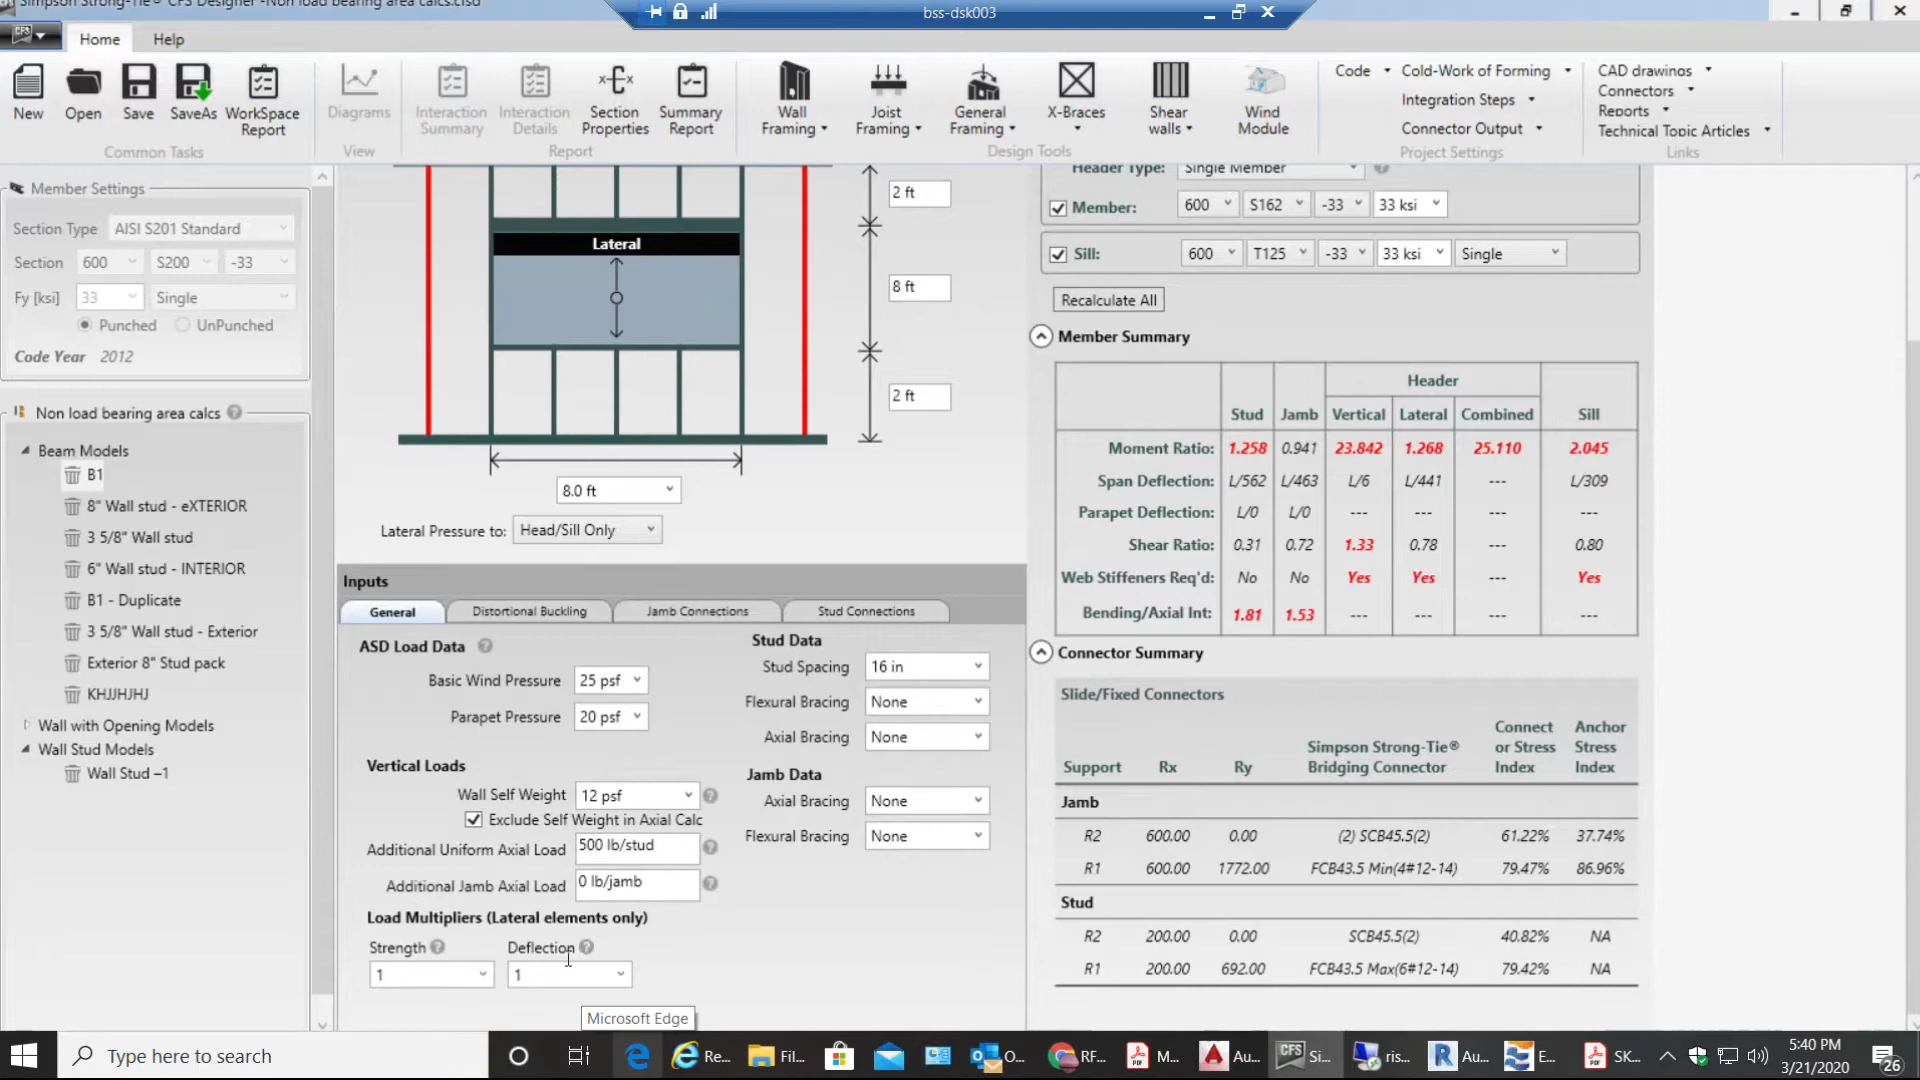 Simpson Strong-Tie® CFS Designer -Non load bearing area calcs.cfsd
bss-dsk003
CFS
Home Help
New Open Save SaveAs WorkSpace Report
Common Tasks
Diagrams
View
Interaction Summary Interaction Details Section Properties Summary Report
Report
Wall Framing Joist Framing General Framing X-Braces Shear walls Wind Module
Design Tools
Code Cold-Work of Forming
Integration Steps
Connector Output
Project Settings
CAD drawings
Connectors
Reports
Technical Topic Articles
Links
Member Settings
Section Type AISI S201 Standard
Section 600 S200 -33
Fy [ksi] 33 Single
Punched UnPunched
Code Year 2012
Non load bearing area calcs
Beam Models
B1
8" Wall stud - eXTERIOR
3 5/8" Wall stud
6" Wall stud - INTERIOR
B1 - Duplicate
3 5/8" Wall stud - Exterior
Exterior 8" Stud pack
KHJJHJHJ
Wall with Opening Models
Wall Stud Models
Wall Stud –1
2 ft
Lateral
8 ft
2 ft
8.0 ft
Lateral Pressure to: Head/Sill Only
Inputs
General Distortional Buckling Jamb Connections Stud Connections
ASD Load Data
Basic Wind Pressure 25 psf
Parapet Pressure 20 psf
Vertical Loads
Wall Self Weight 12 psf
Exclude Self Weight in Axial Calc
Additional Uniform Axial Load 500 lb/stud
Additional Jamb Axial Load 0 lb/jamb
Load Multipliers (Lateral elements only)
Strength Deflection
1 1
Stud Data
Stud Spacing 16 in
Flexural Bracing None
Axial Bracing None
Jamb Data
Axial Bracing None
Flexural Bracing None
Header Type: Single Member
Member: 600 S162 -33 33 ksi
Sill: 600 T125 -33 33 ksi Single
Recalculate All
Member Summary
Header
Stud Jamb Vertical Lateral Combined Sill
Moment Ratio: 1.258 0.941 23.842 1.268 25.110 2.045
Span Deflection: L/562 L/463 L/6 L/441 --- L/309
Parapet Deflection: L/0 L/0 --- --- --- ---
Shear Ratio: 0.31 0.72 1.33 0.78 --- 0.80
Web Stiffeners Req'd: No No Yes Yes --- Yes
Bending/Axial Int: 1.81 1.53 --- --- --- ---
Connector Summary
Slide/Fixed Connectors
Support Rx Ry Simpson Strong-Tie® Bridging Connector Connect or Stress Index Anchor Stress Index
Jamb
R2 600.00 0.00 (2) SCB45.5(2) 61.22% 37.74%
R1 600.00 1772.00 FCB43.5 Min(4#12-14) 79.47% 86.96%
Stud
R2 200.00 0.00 SCB45.5(2) 40.82% NA
R1 200.00 692.00 FCB43.5 Max(6#12-14) 79.42% NA
Microsoft Edge
Type here to search
Re... Fil... O... RF... M... Au... Si... ris... Au... E... SK...
5:40 PM
3/21/2020
26